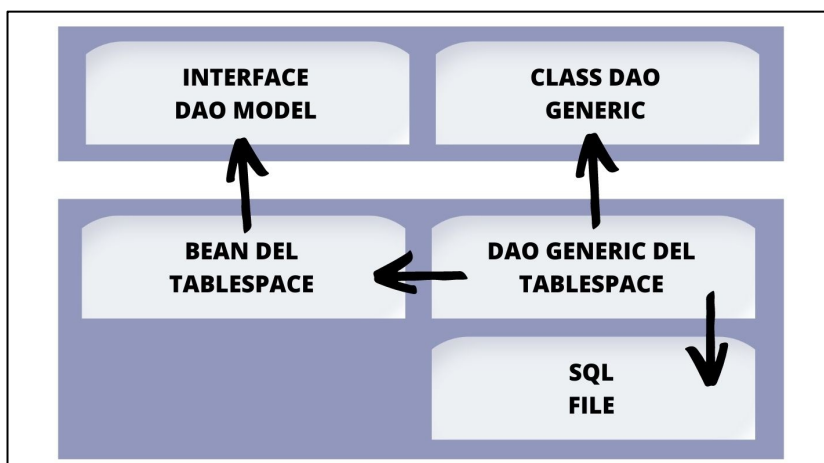 INTERFACE
DAO MODEL
CLASS DAO
GENERIC
BEAN DEL
TABLESPACE
DAO GENERIC DEL
TABLESPACE
SQL
FILE